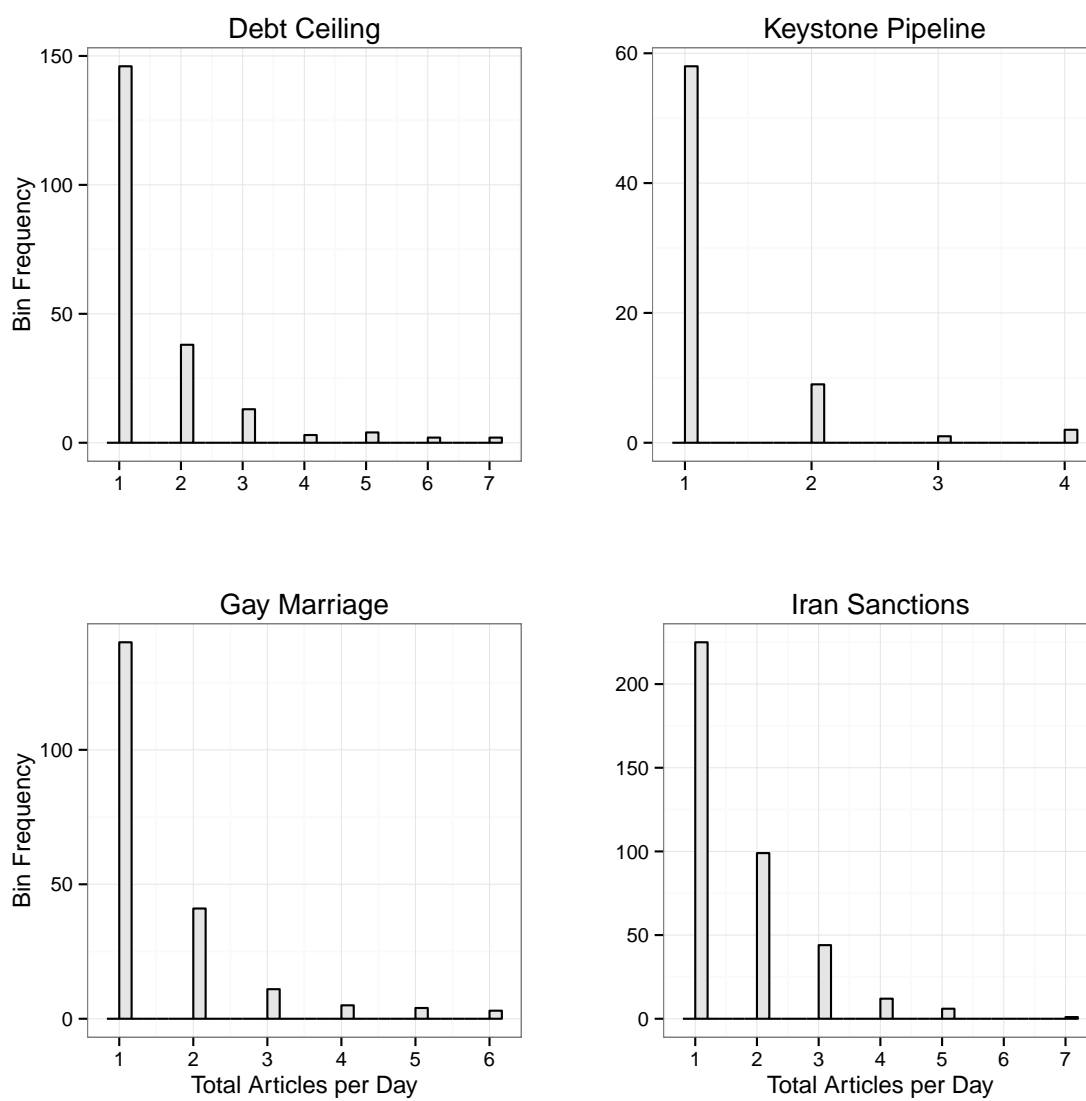 Debt Ceiling
Bin Frequency
150
100
50
0
1 2 3 4 5 6 7
Keystone Pipeline
60
40
20
0
1 2 3 4
Gay Marriage
Bin Frequency
100
50
0
1 2 3 4 5 6
Total Articles per Day
Iran Sanctions
200
150
100
50
0
1 2 3 4 5 6 7
Total Articles per Day